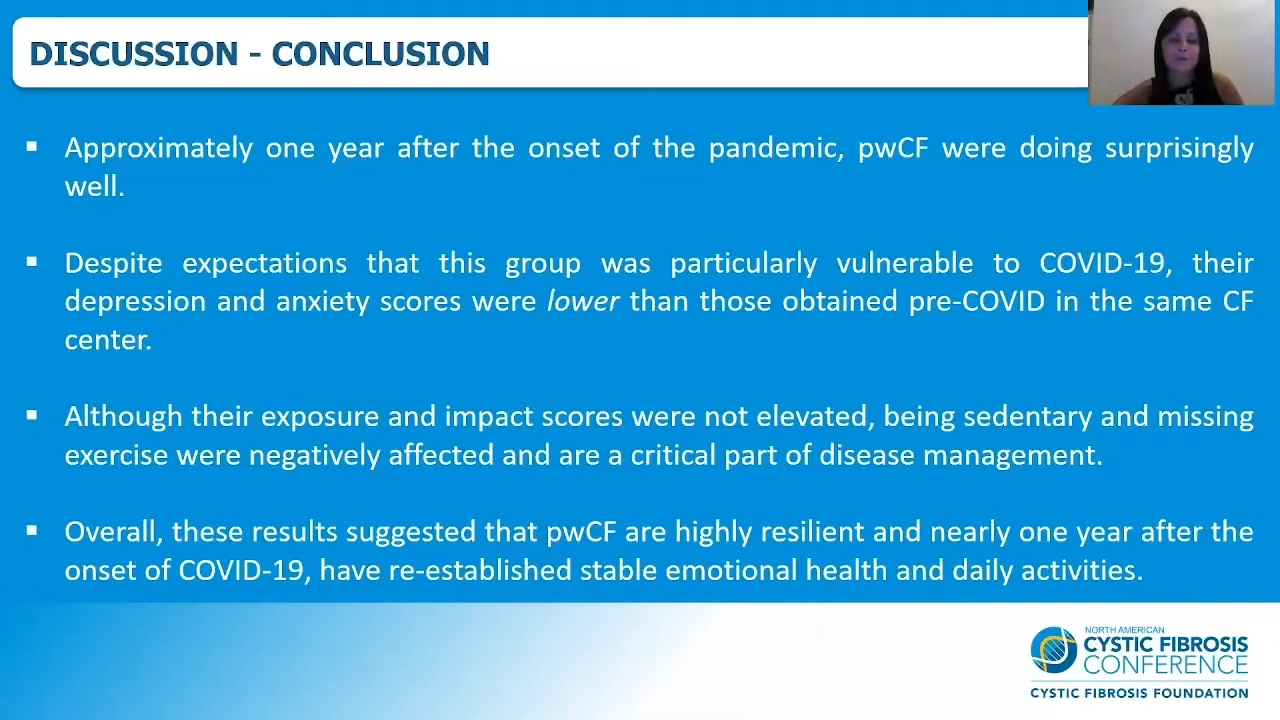 DISCUSSION - CONCLUSION
▪ Approximately one year after the onset of the pandemic, pwCF were doing surprisingly
well.
▪ Despite expectations that this group was particularly vulnerable to COVID-19, their
depression and anxiety scores were lower than those obtained pre-COVID in the same CF
center.
▪ Although their exposure and impact scores were not elevated, being sedentary and missing
exercise were negatively affected and are a critical part of disease management.
▪ Overall, these results suggested that pwCF are highly resilient and nearly one year after the
onset of COVID-19, have re-established stable emotional health and daily activities.
NORTH AMERICAN
CYSTIC FIBROSIS
CONFERENCE
CYSTIC FIBROSIS FOUNDATION